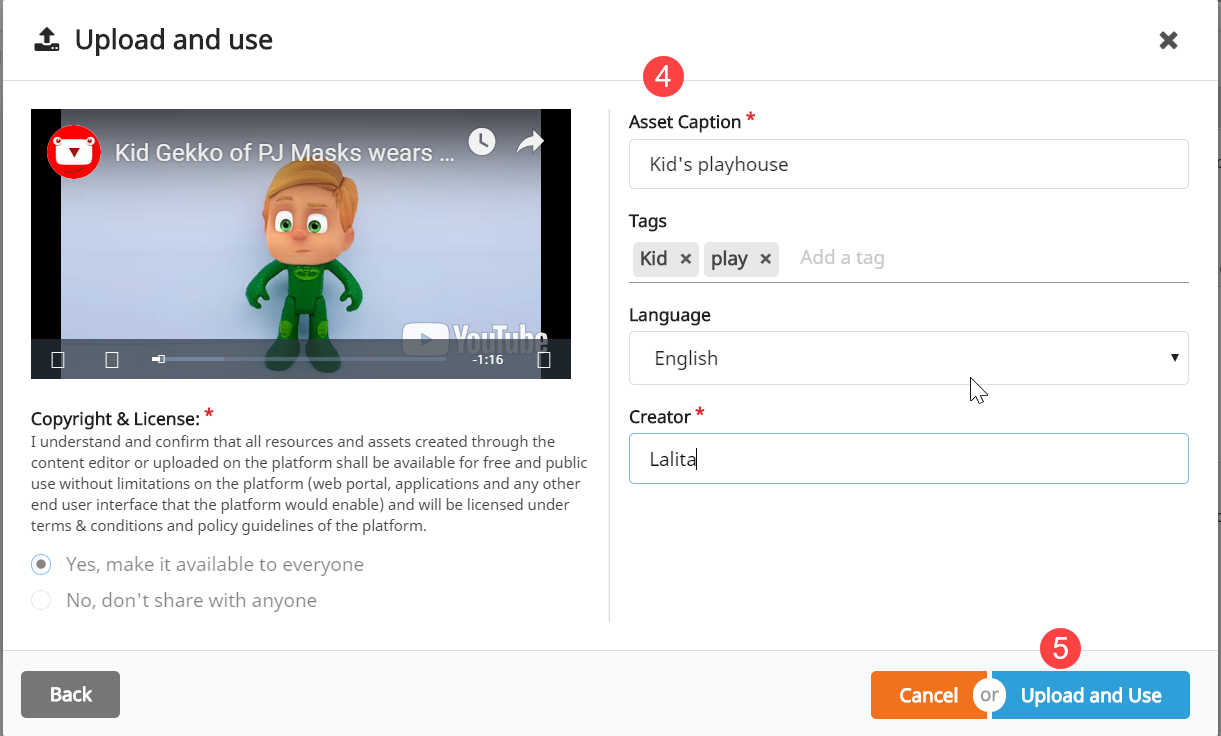 Upload and use
4
Kid Gekko of PJ Masks wears ...
YouTube
-1:16
Copyright & License: *
I understand and confirm that all resources and assets created through the
content editor or uploaded on the platform shall be available for free and public
use without limitations on the platform (web portal, applications and any other
end user interface that the platform would enable) and will be licensed under
terms & conditions and policy guidelines of the platform.
Yes, make it available to everyone
No, don't share with anyone
Asset Caption *
Kid's playhouse
Tags
Kid × play × Add a tag
Language
English
Creator *
Lalita
5
Back
Cancel or Upload and Use